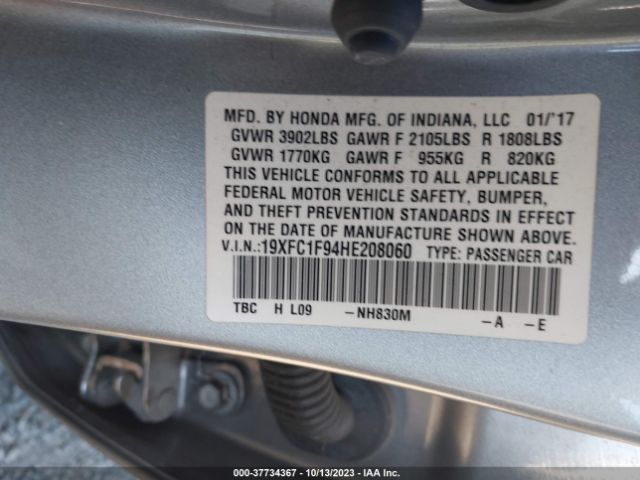 MFD. BY HONDA MFG. OF INDIANA, LLC 01/'17
GVWR 3902LBS GAWR F 2105LBS R 1808LBS
GVWR 1770KG GAWR F 955KG R 820KG
THIS VEHICLE CONFORMS TO ALL APPLICABLE
FEDERAL MOTOR VEHICLE SAFETY, BUMPER,
AND THEFT PREVENTION STANDARDS IN EFFECT
ON THE DATE OF MANUFACTURE SHOWN ABOVE.
V.I.N.:19XFC1F94HE208060 TYPE: PASSENGER CAR
TBC H L09 -NH830M -A -E
000-37734367 | 10/13/2023 | IAA Inc.